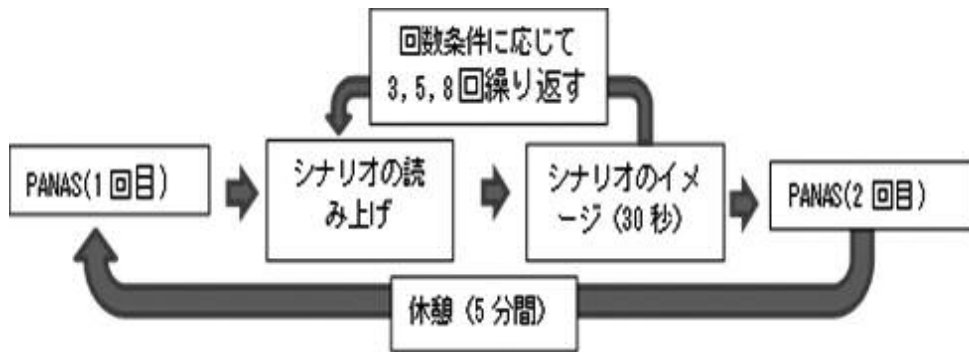 回数条件に応じて
3,5,8回繰り返す
PANAS(1回目)
シナリオの読
み上げ
シナリオのイメ
ージ(30秒)
PANAS(2回目)
休憩(5分間)